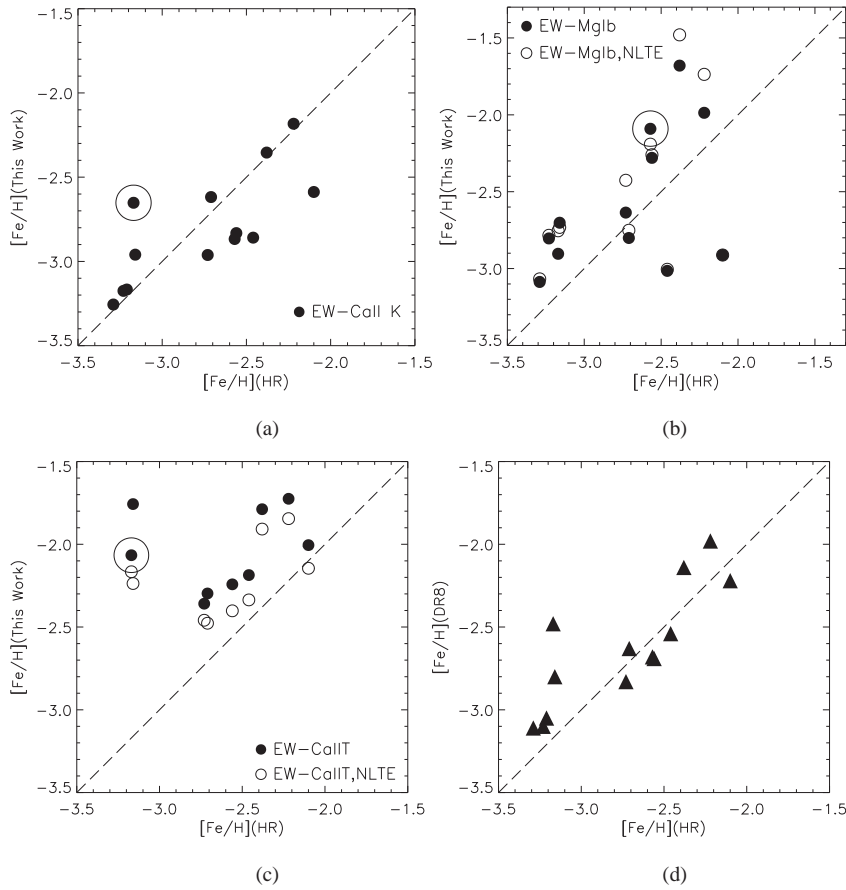 −1.5
−2.0
−2.5
−3.0
−3.5
[Fe/H](This Work)
EW−CaII K
−3.5 −3.0 −2.5 −2.0 −1.5
[Fe/H](HR)
(a)
EW−MgIb
EW−MgIb,NLTE
−1.5
−2.0
−2.5
−3.0
−3.5
[Fe/H](This Work)
−3.5 −3.0 −2.5 −2.0
[Fe/H](HR)
(b)
−1.5
−2.0
−2.5
−3.0
−3.5
[Fe/H](This Work)
EW−CaIIT
EW−CaIIT,NLTE
−3.5 −3.0 −2.5 −2.0 −1.5
[Fe/H](HR)
(c)
−1.5
−2.0
−2.5
−3.0
−3.5
[Fe/H](DR8)
−3.5 −3.0 −2.5 −2.0 −1.5
[Fe/H](HR)
(d)